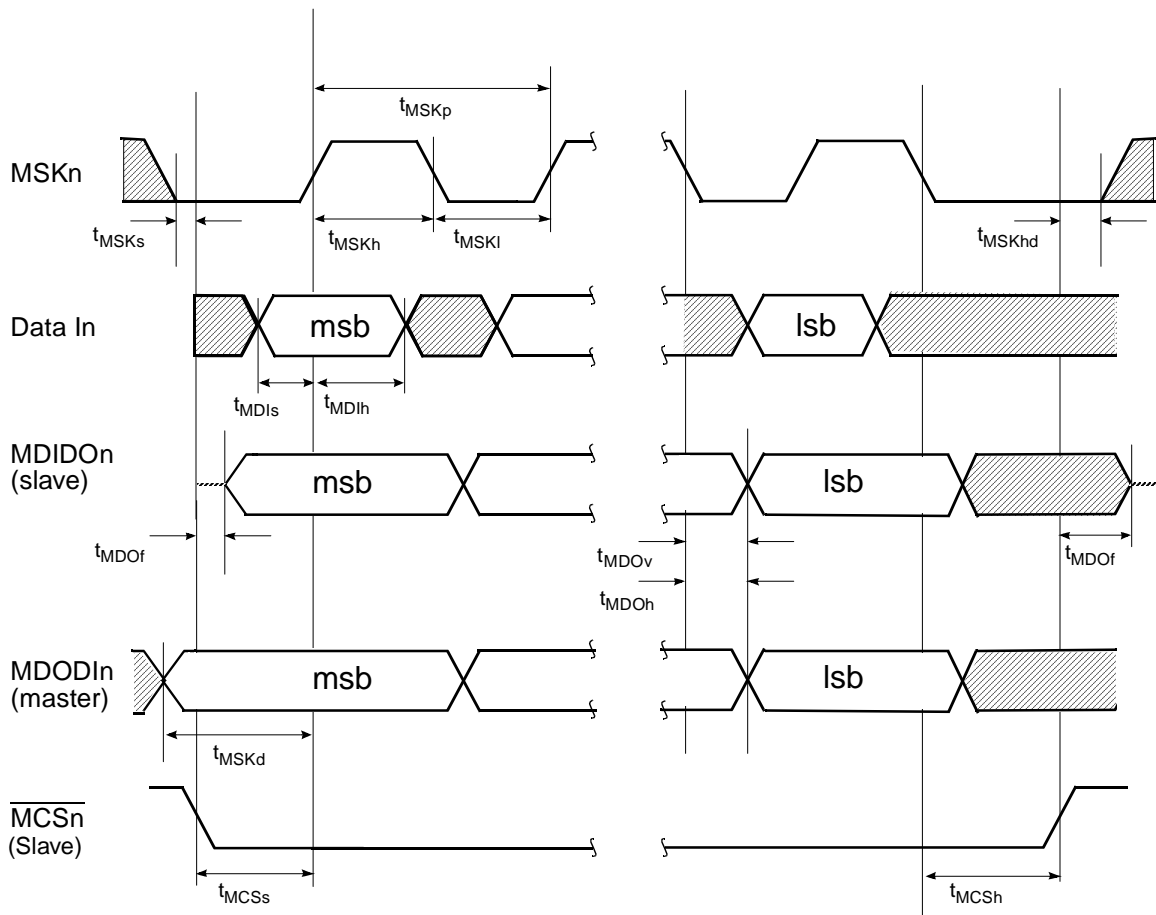 tMSKp
MSKn
tMSKs
tMSKh
tMSKl
tMSKhd
Data In
msb
lsb
tMDIs
tMDIh
MDIDOn
(slave)
msb
lsb
tMDOf
tMDOv
tMDOf
tMDOh
MDODIn
(master)
msb
lsb
tMSKd
MCSn
(Slave)
tMCSs
tMCSh